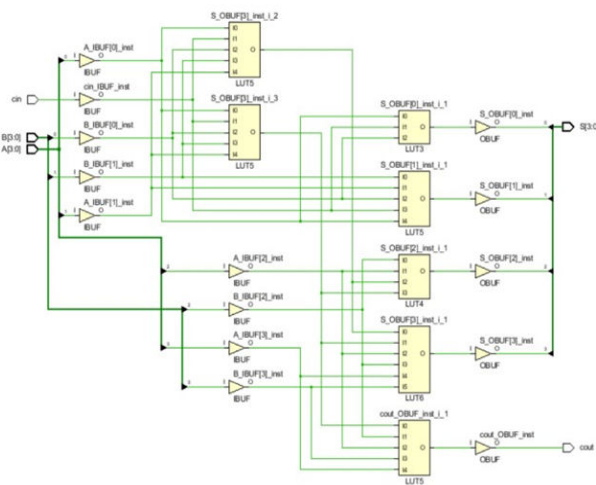 S_OBUF[3]_inst_i_2
I0
I1
I2
I3
I4
O
LUT5
A_IBUF[0]_inst
I
O
IBUF
cin
cin_IBUF_inst
I
O
IBUF
S_OBUF[3]_inst_i_3
I0
I1
I2
I3
I4
O
LUT5
B[3:0]
A[3:0]
B_IBUF[0]_inst
I
O
IBUF
B_IBUF[1]_inst
I
O
IBUF
A_IBUF[1]_inst
I
O
IBUF
S_OBUF[0]_inst_i_1
I0
I1
I2
O
LUT3
S_OBUF[0]_inst
I
O
OBUF
S[3:0
S_OBUF[1]_inst_i_1
I0
I1
I2
I3
I4
O
LUT5
S_OBUF[1]_inst
I
O
OBUF
A_IBUF[2]_inst
I
O
IBUF
S_OBUF[2]_inst_i_1
I0
I1
I2
I3
O
LUT4
S_OBUF[2]_inst
I
O
OBUF
B_IBUF[2]_inst
I
O
IBUF
A_IBUF[3]_inst
I
O
IBUF
S_OBUF[3]_inst_i_1
I0
I1
I2
I3
I4
I5
O
LUT6
S_OBUF[3]_inst
I
O
OBUF
B_IBUF[3]_inst
I
O
IBUF
cout_OBUF_inst_i_1
I0
I1
I2
I3
I4
O
LUT5
cout_OBUF_inst
I
O
OBUF
cout